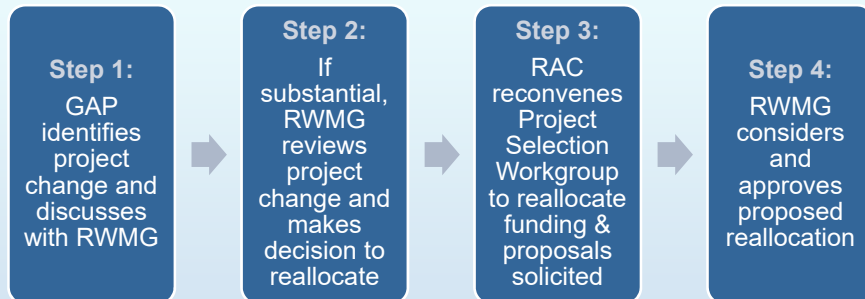 Step 1:
GAP
identifies
project
change and
discusses
with RWMG
Step 2:
If
substantial,
RWMG
reviews
project
change and
makes
decision to
reallocate
Step 3:
RAC
reconvenes
Project
Selection
Workgroup
to reallocate
funding &
proposals
solicited
Step 4:
RWMG
considers
and
approves
proposed
reallocation